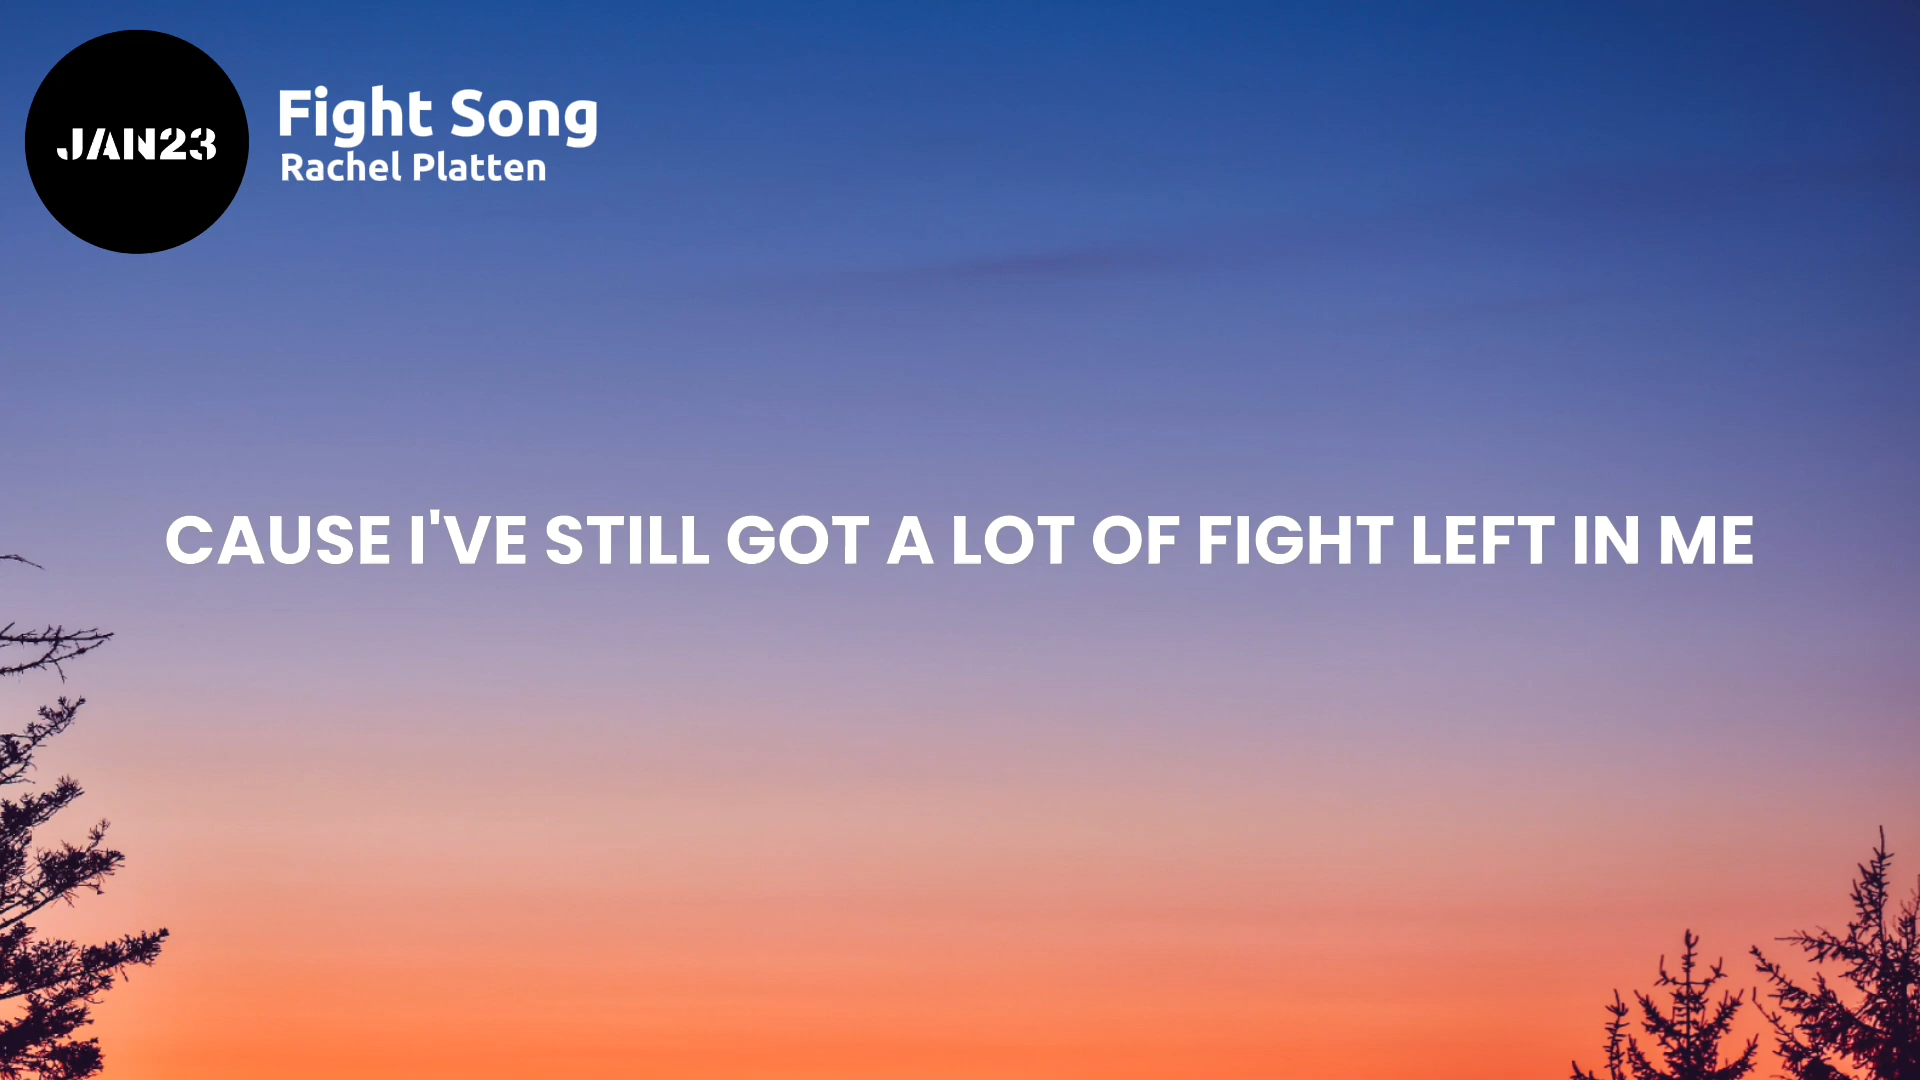 JAN23
Fight Song
Rachel Platten
CAUSE I'VE STILL GOT A LOT OF FIGHT LEFT IN ME